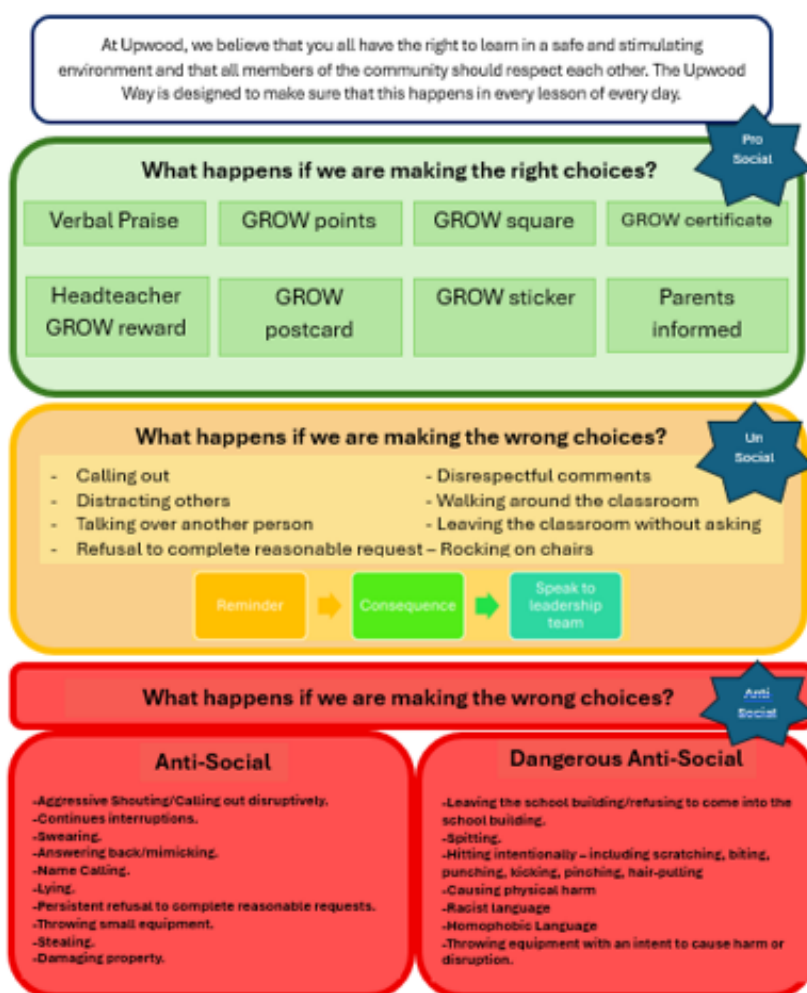 At Upwood, we believe that you all have the right to learn in a safe and stimulating
environment and that all members of the community should respect each other. The Upwood
Way is designed to make sure that this happens in every lesson of every day.
Pro
Social
What happens if we are making the right choices?
Verbal Praise
GROW points
GROW square
GROW certificate
Headteacher
GROW reward
GROW
postcard
GROW sticker
Parents
informed
Un
Social
What happens if we are making the wrong choices?
- Calling out
- Distracting others
- Talking over another person
- Refusal to complete reasonable request – Rocking on chairs
- Disrespectful comments
- Walking around the classroom
- Leaving the classroom without asking
Reminder
Consequence
Speak to
leadership
team
What happens if we are making the wrong choices?
Anti
Social
Anti-Social
-Aggressive Shouting/Calling out disruptively.
-Continues interruptions.
-Swearing.
-Answering back/mimicking.
-Name Calling.
-Lying.
-Persistent refusal to complete reasonable requests.
-Throwing small equipment.
-Stealing.
-Damaging property.
Dangerous Anti-Social
-Leaving the school building/refusing to come into the
school building.
-Spitting.
-Hitting intentionally – including scratching, biting,
punching, kicking, pinching, hair-pulling
-Causing physical harm
-Racist language
-Homophobic Language
-Throwing equipment with an intent to cause harm or
disruption.